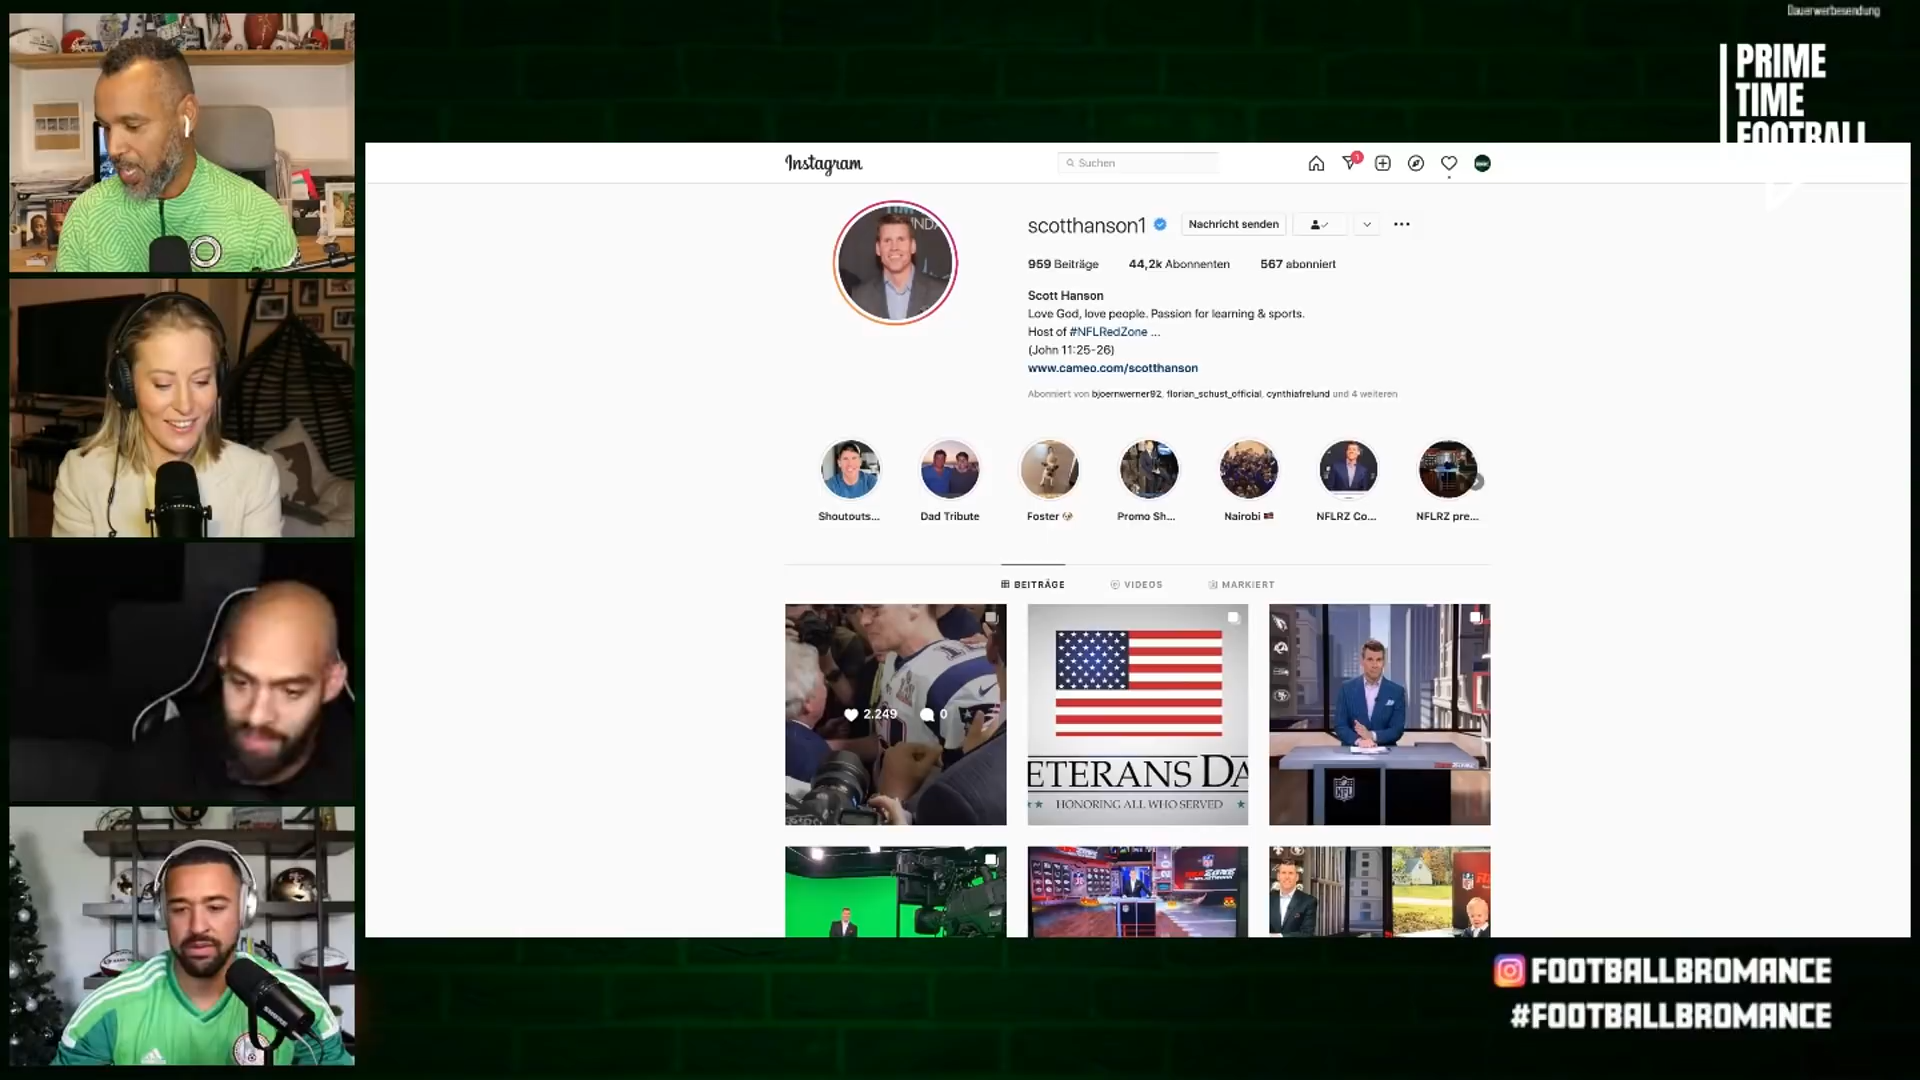 Dauerwerbesendung
PRIME
TIME
FOOTBALL
Instagram
Suchen
1
scotthanson1
Nachricht senden
959 Beiträge 44,2k Abonnenten 567 abonniert
Scott Hanson
Love God, love people. Passion for learning & sports.
Host of #NFLRedZone ...
(John 11:25-26)
www.cameo.com/scotthanson
Abonniert von bjoernwerner92, florian_schust_official, cynthiafrelund und 4 weiteren
Shoutouts... Dad Tribute Foster Promo Sh... Nairobi NFLRZ Co... NFLRZ pre...
BEITRÄGE VIDEOS MARKIERT
2.249 0
ETERANS DA
HONORING ALL WHO SERVED
NFL
FOOTBALLBROMANCE
#FOOTBALLBROMANCE